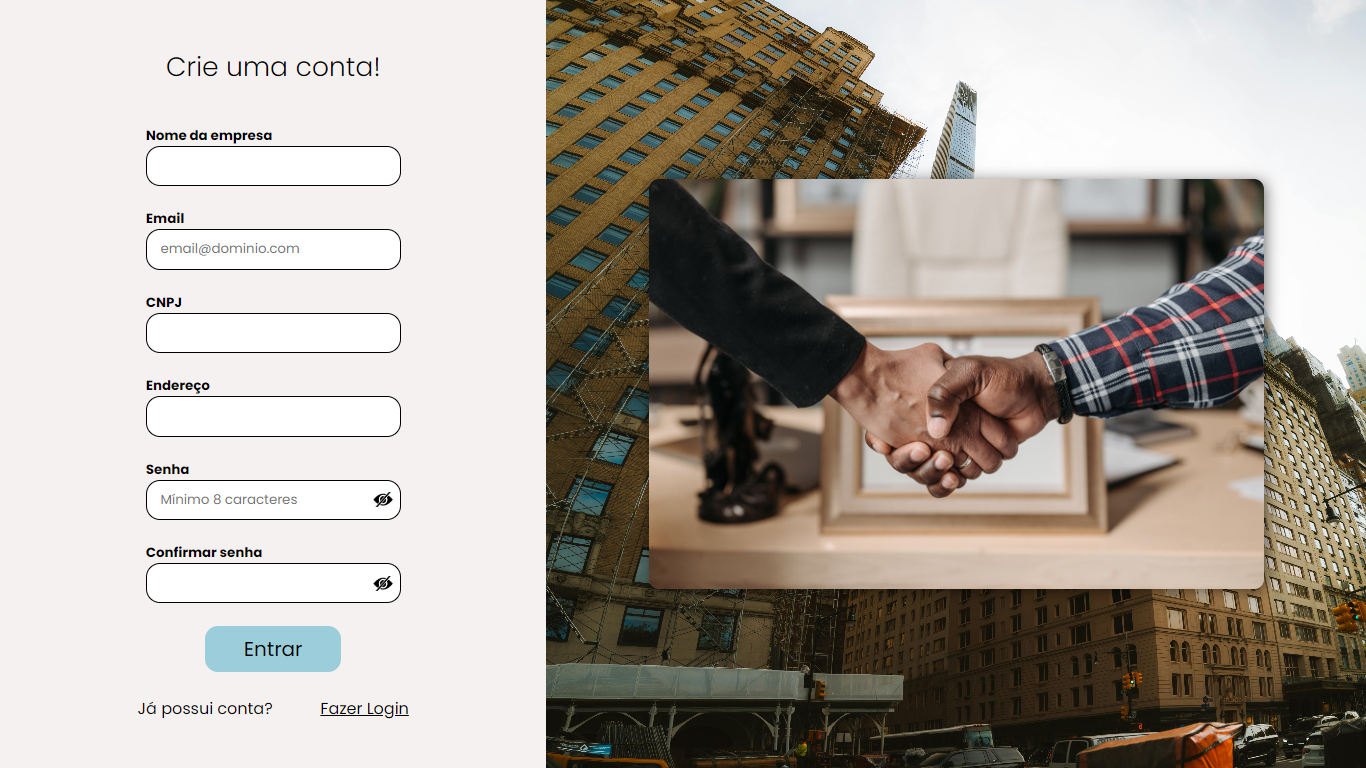 Crie uma conta!
Nome da empresa
Email
email@dominio.com
CNPJ
Endereço
Senha
Mínimo 8 caracteres
Confirmar senha
Entrar
Já possui conta? Fazer Login